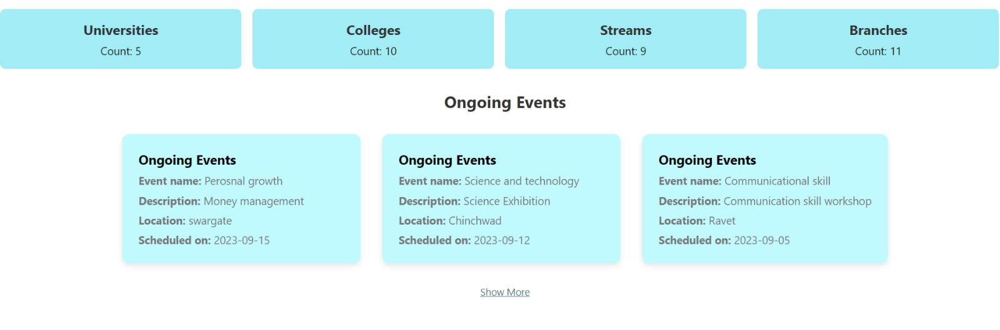 Universities
Count: 5
Colleges
Count: 10
Streams
Count: 9
Branches
Count: 11
Ongoing Events
Ongoing Events
Event name: Perosnal growth
Description: Money management
Location: swargate
Scheduled on: 2023-09-15
Ongoing Events
Event name: Science and technology
Description: Science Exhibition
Location: Chinchwad
Scheduled on: 2023-09-12
Ongoing Events
Event name: Communicational skill
Description: Communication skill workshop
Location: Ravet
Scheduled on: 2023-09-05
Show More